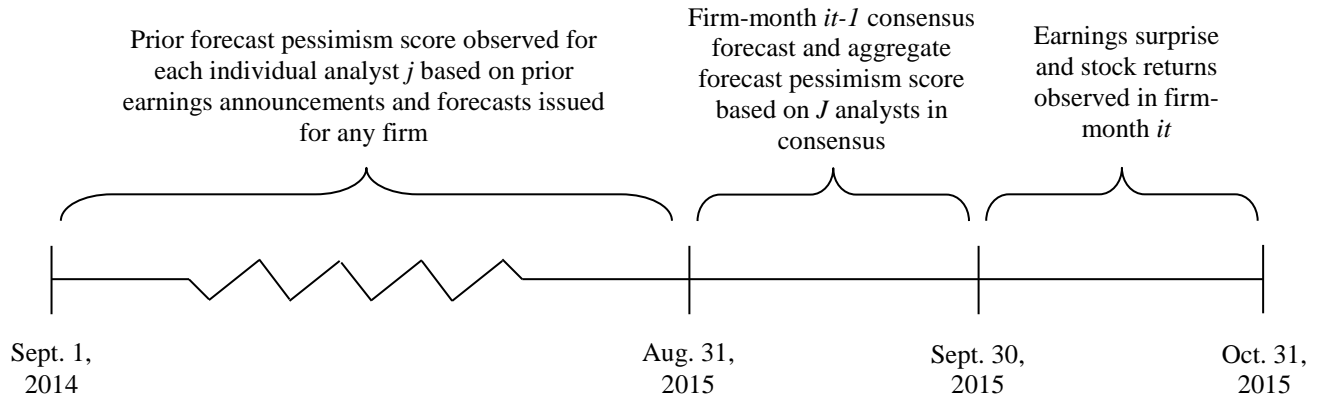 Prior forecast pessimism score observed for
each individual analyst j based on prior
earnings announcements and forecasts issued
for any firm
Firm-month it-1 consensus
forecast and aggregate
forecast pessimism score
based on J analysts in
consensus
Earnings surprise
and stock returns
observed in firm-
month it
Sept. 1,
2014
Aug. 31,
2015
Sept. 30,
2015
Oct. 31,
2015